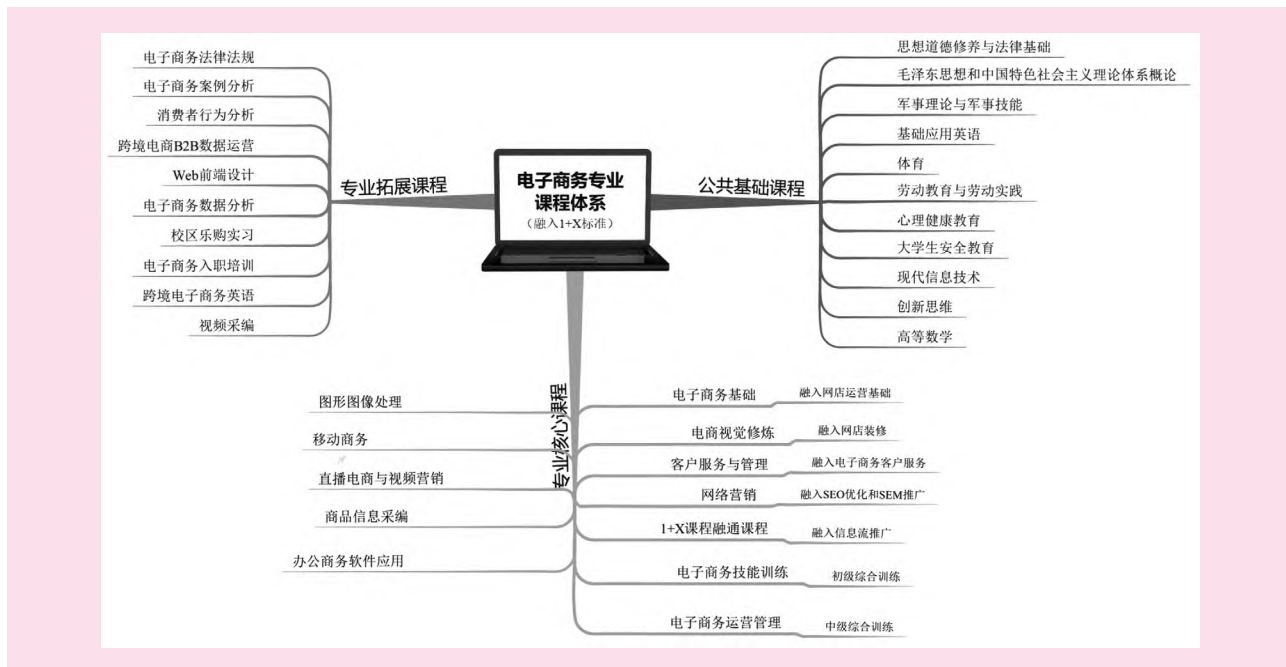 电子商务专业
课程体系
（融入1+X标准）
专业拓展课程
电子商务法律法规
电子商务案例分析
消费者行为分析
跨境电商B2B数据运营
Web前端设计
电子商务数据分析
校区乐购实习
电子商务入职培训
跨境电子商务英语
视频采编
公共基础课程
思想道德修养与法律基础
毛泽东思想和中国特色社会主义理论体系概论
军事理论与军事技能
基础应用英语
体育
劳动教育与劳动实践
心理健康教育
大学生安全教育
现代信息技术
创新思维
高等数学
专业核心课程
图形图像处理
移动商务
直播电商与视频营销
商品信息采编
办公商务软件应用
电子商务基础 融入网店运营基础
电商视觉修炼 融入网店装修
客户服务与管理 融入电子商务客户服务
网络营销 融入SEO优化和SEM推广
1+X课程融通课程 融入信息流推广
电子商务技能训练 初级综合训练
电子商务运营管理 中级综合训练